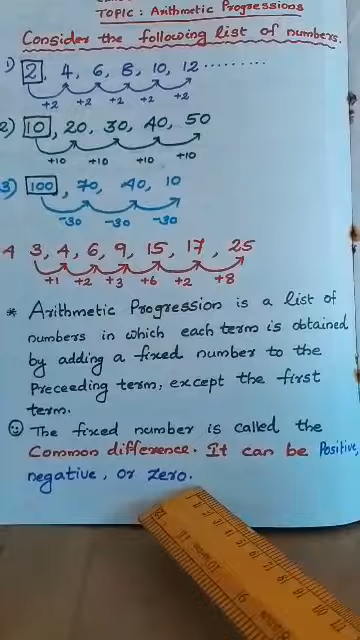 TOPIC : Arithmetic Progressions
Consider the following list of numbers.
1) 2, 4, 6, 8, 10, 12 .........
+2 +2 +2 +2 +2
2) 10, 20, 30, 40, 50
+10 +10 +10 +10
3) 100, 70, 40, 10
-30 -30 -30
4 3, 4, 6, 9, 15, 17, 25
+1 +2 +3 +6 +2 +8
* Arithmetic Progression is a list of
numbers in which each term is obtained
by adding a fixed number to the
Preceeding term, except the first
term.
The fixed number is called the
Common difference. It can be Positive,
negative, or zero.